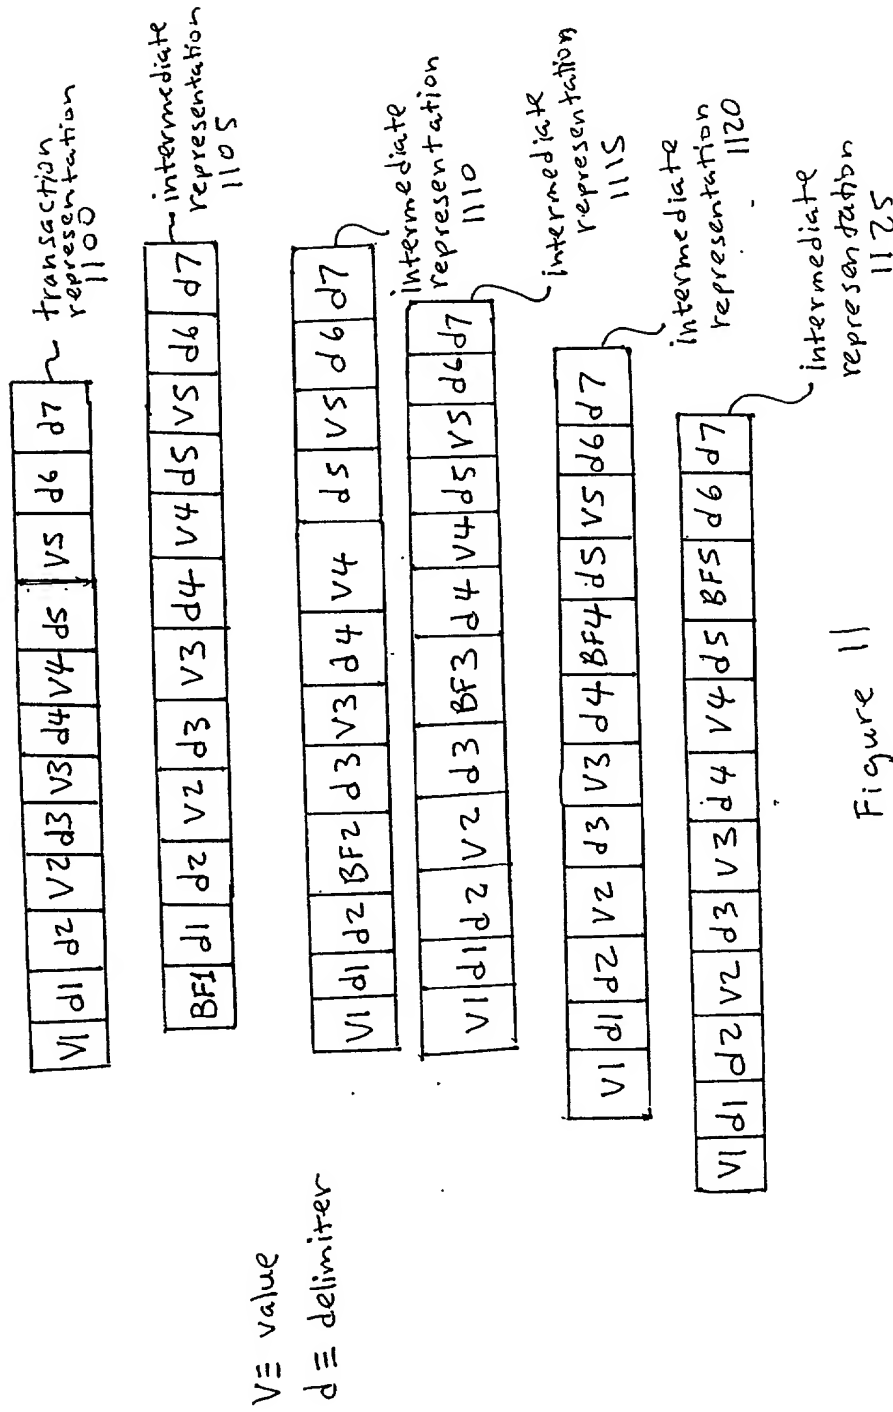 V1 d1 d2 V2 d3 V3 d4 V4 d5 V5 d6 d7
transaction
representation
1100
BF1 d1 d2 V2 d3 V3 d4 V4 d5 V5 d6 d7
intermediate
representation
1105
V1 d1 d2 BF2 d3 V3 d4 V4 d5 V5 d6 d7
intermediate
representation
1110
V1 d1 d2 V2 d3 BF3 d4 V4 d5 V5 d6 d7
intermediate
representation
1115
V1 d1 d2 V2 d3 V3 d4 BF4 d5 V5 d6 d7
intermediate
representation
1120
V1 d1 d2 V2 d3 V3 d4 V4 d5 BF5 d6 d7
intermediate
representation
1125
V≡ value
d ≡ delimiter
Figure 11